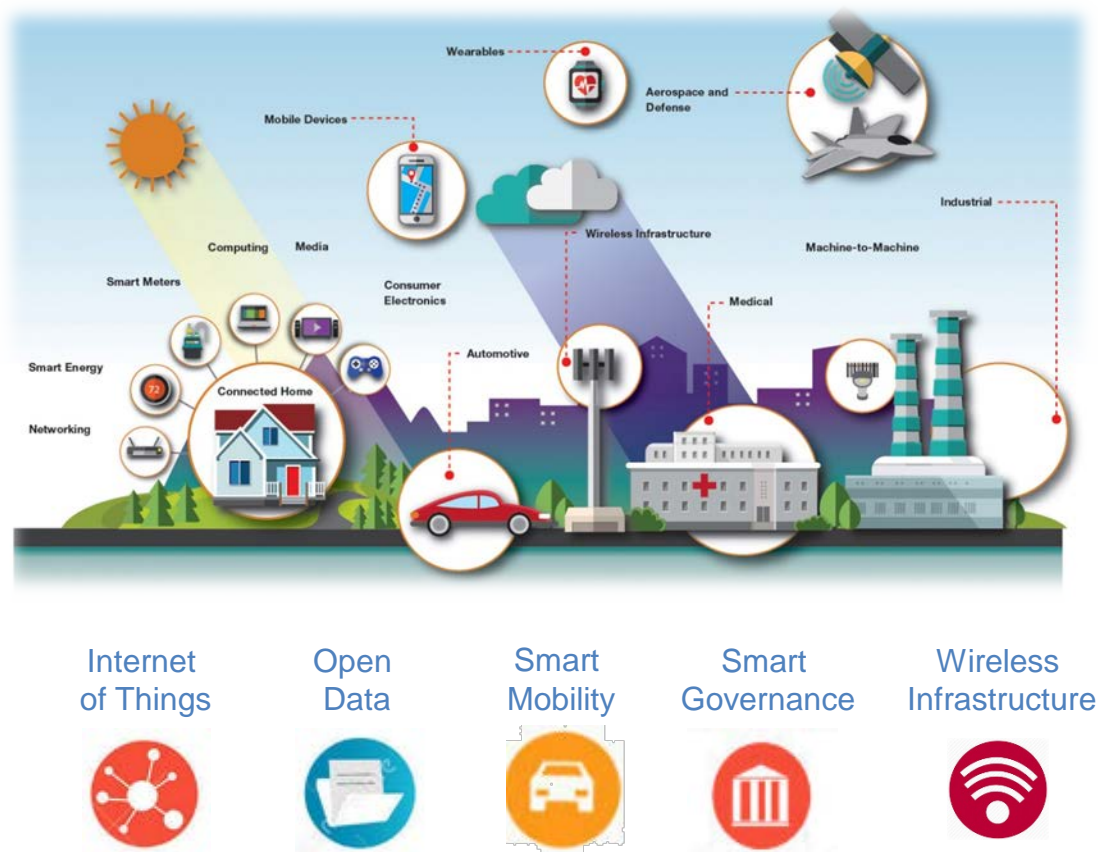 Wearables
Aerospace and
Defense
Mobile Devices
Industrial
Wireless Infrastructure
Computing
Media
Machine-to-Machine
Smart Meters
Consumer
Electronics
Medical
Automotive
Smart Energy
72
Connected Home
Networking
Internet
of Things
Open
Data
Smart
Mobility
Smart
Governance
Wireless
Infrastructure